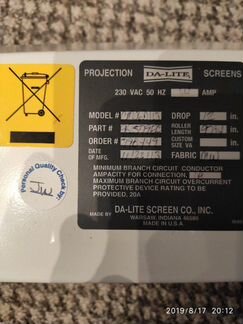 PROJECTION DA-LITE SCREENS
230 VAC 50 HZ AMP
MODEL # DROP
PART # ROLLER LENGTH
ORDER # CUSTOM SIZE VA
DATE OF MFG. FABRIC
MINIMUM BRANCH CIRCUIT CONDUCTOR
AMPACITY FOR CONNECTION.
MAXIMUM BRANCH CIRCUIT OVERCURRENT
PROTECTIVE DEVICE RATING TO BE
PROVIDED, 20A
MADE BY DA-LITE SCREEN CO., INC.
WARSAW, INDIANA 46580
MADE IN U.S.A.
Personal Quality Check by:
2019/8/17 20:12